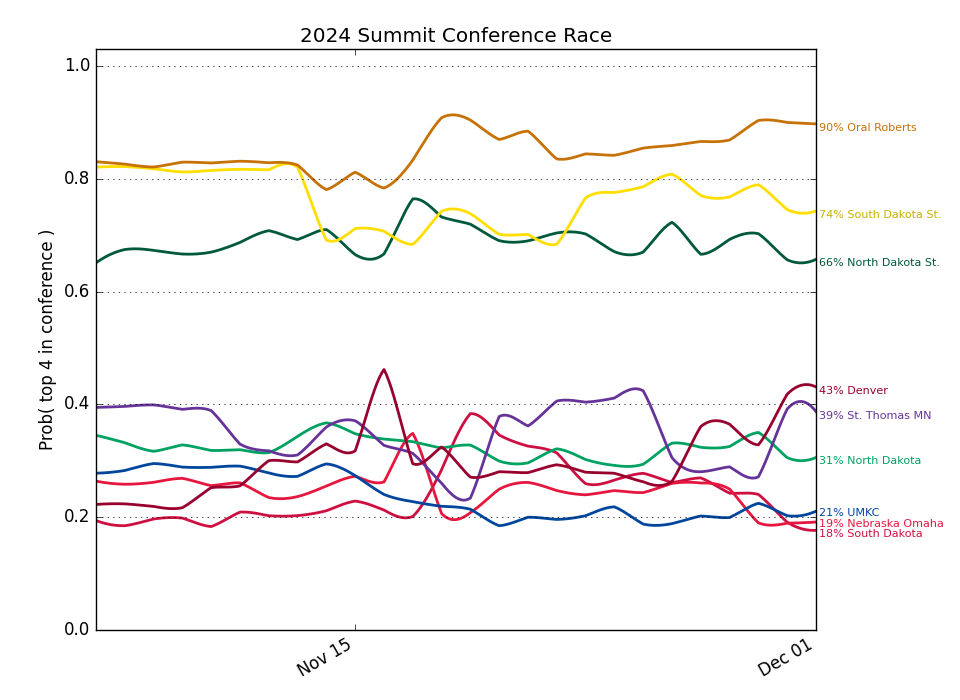 2024 Summit Conference Race
Prob( top 4 in conference )
1.0
0.8
0.6
0.4
0.2
0.0
Nov 15
Dec 01
90% Oral Roberts
74% South Dakota St.
66% North Dakota St.
43% Denver
39% St. Thomas MN
31% North Dakota
21% UMKC
19% Nebraska Omaha
18% South Dakota